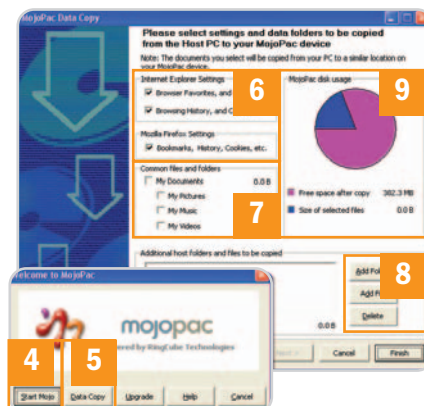 MojoPac Data Copy
Please select settings and data folders to be copied
from the Host PC to your MojoPac device
Note: The documents you select will be copied from your PC to a similar location on
your MojoPac device.
Internet Explorer Settings
Browser Favorites, and
Browsing History, and C
6
Mozilla Firefox Settings
Bookmarks, History, Cookies, etc.
Common files and folders
My Documents 0.0 B
My Pictures
My Music
My Videos
7
MojoPac disk usage
9
Free space after copy 382.3 MB
Size of selected files 0.0 B
Additional host folders and files to be copied
Add Fol
Add F
Delete
8
0.0 B
Cancel
Finish
Welcome to MojoPac
mojopac
ered by RingCube Technologies
4
5
Start Mojo
Data Copy
Upgrade
Help
Cancel